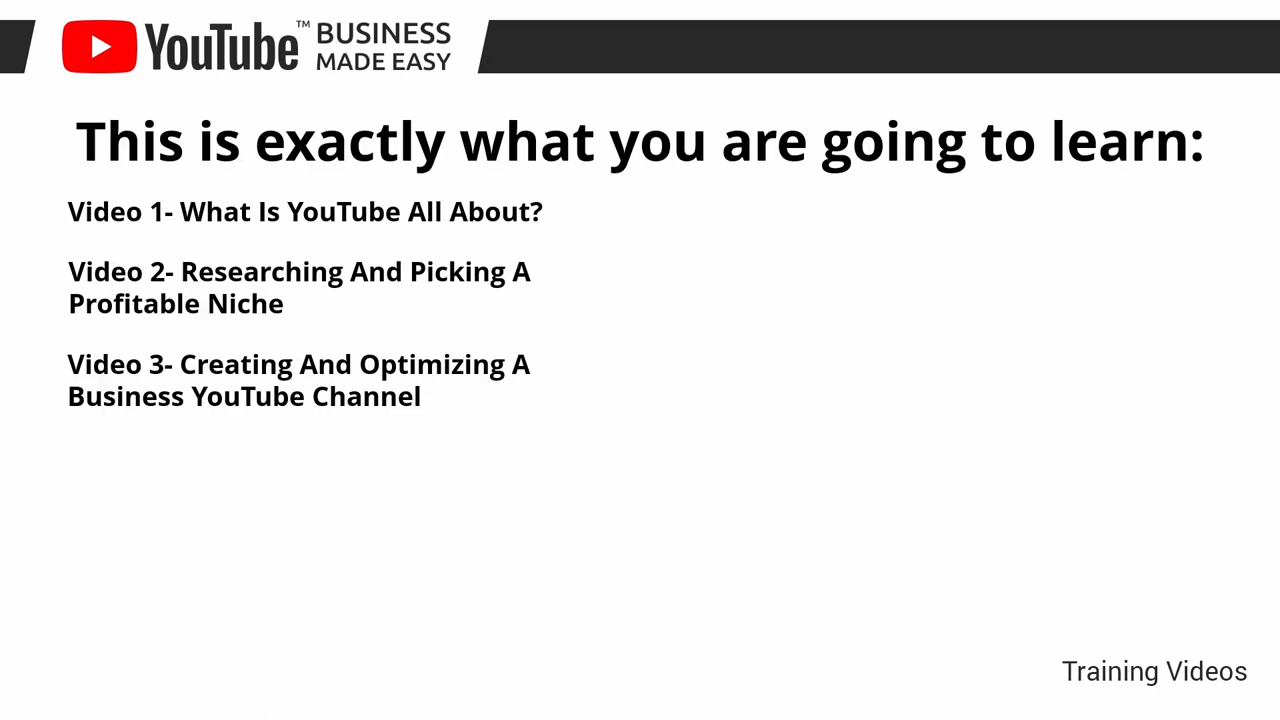 YouTube™ BUSINESS
MADE EASY
This is exactly what you are going to learn:
Video 1- What Is YouTube All About?
Video 2- Researching And Picking A
Profitable Niche
Video 3- Creating And Optimizing A
Business YouTube Channel
Training Videos